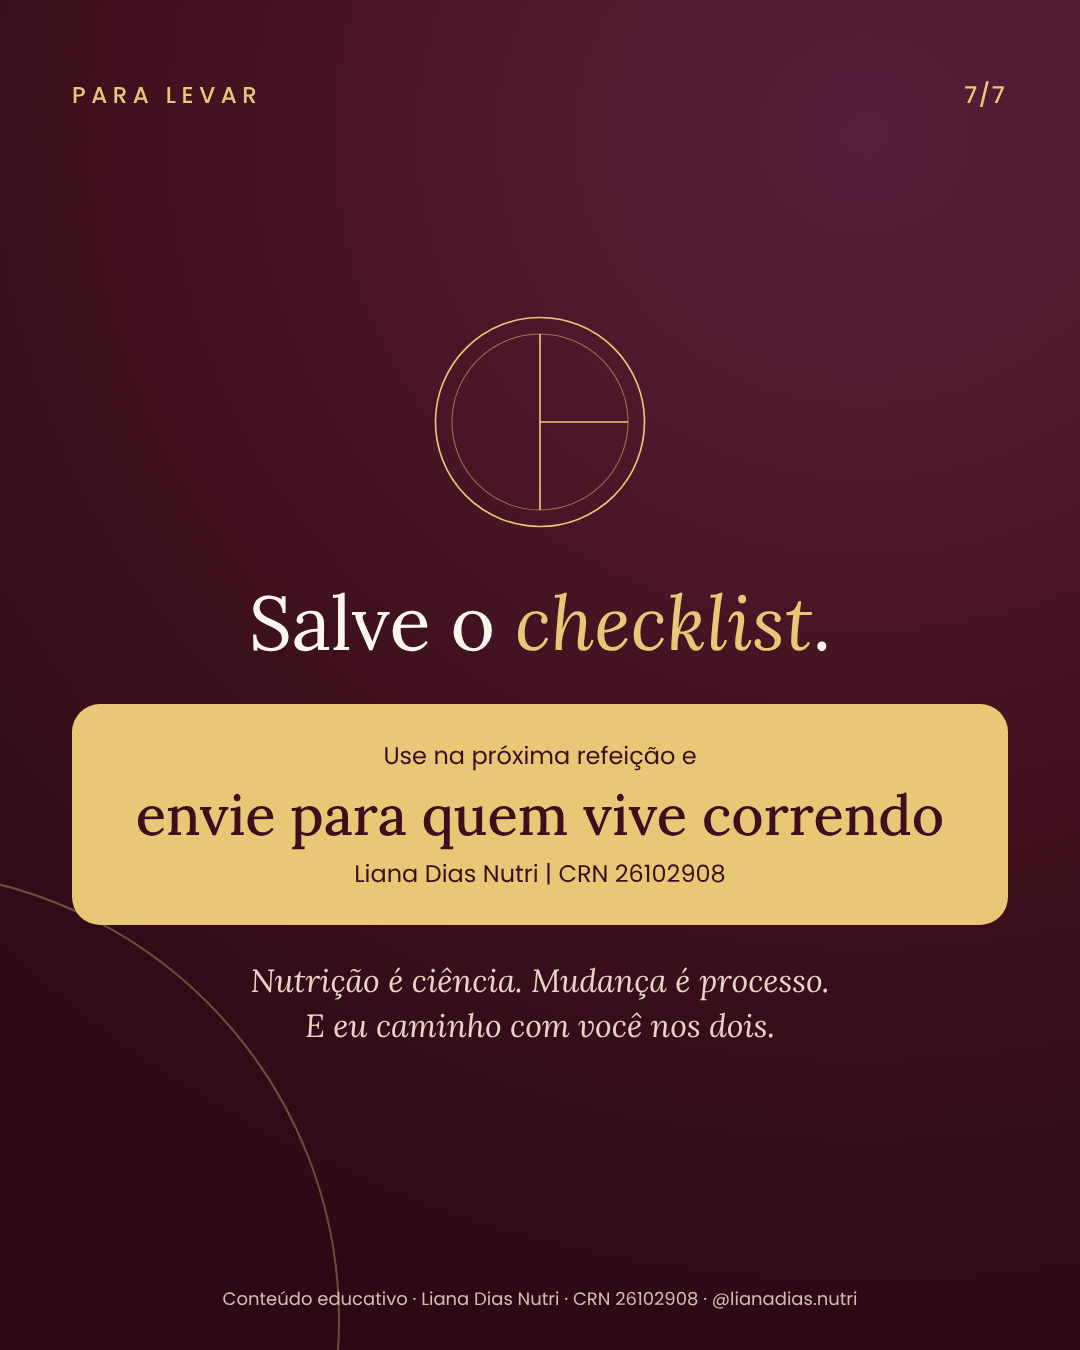 PARA LEVAR
7/7
Salve o checklist.
Use na próxima refeição e
envie para quem vive correndo
Liana Dias Nutri | CRN 26102908
Nutrição é ciência. Mudança é processo.
E eu caminho com você nos dois.
Conteúdo educativo · Liana Dias Nutri · CRN 26102908 · @lianadias.nutri